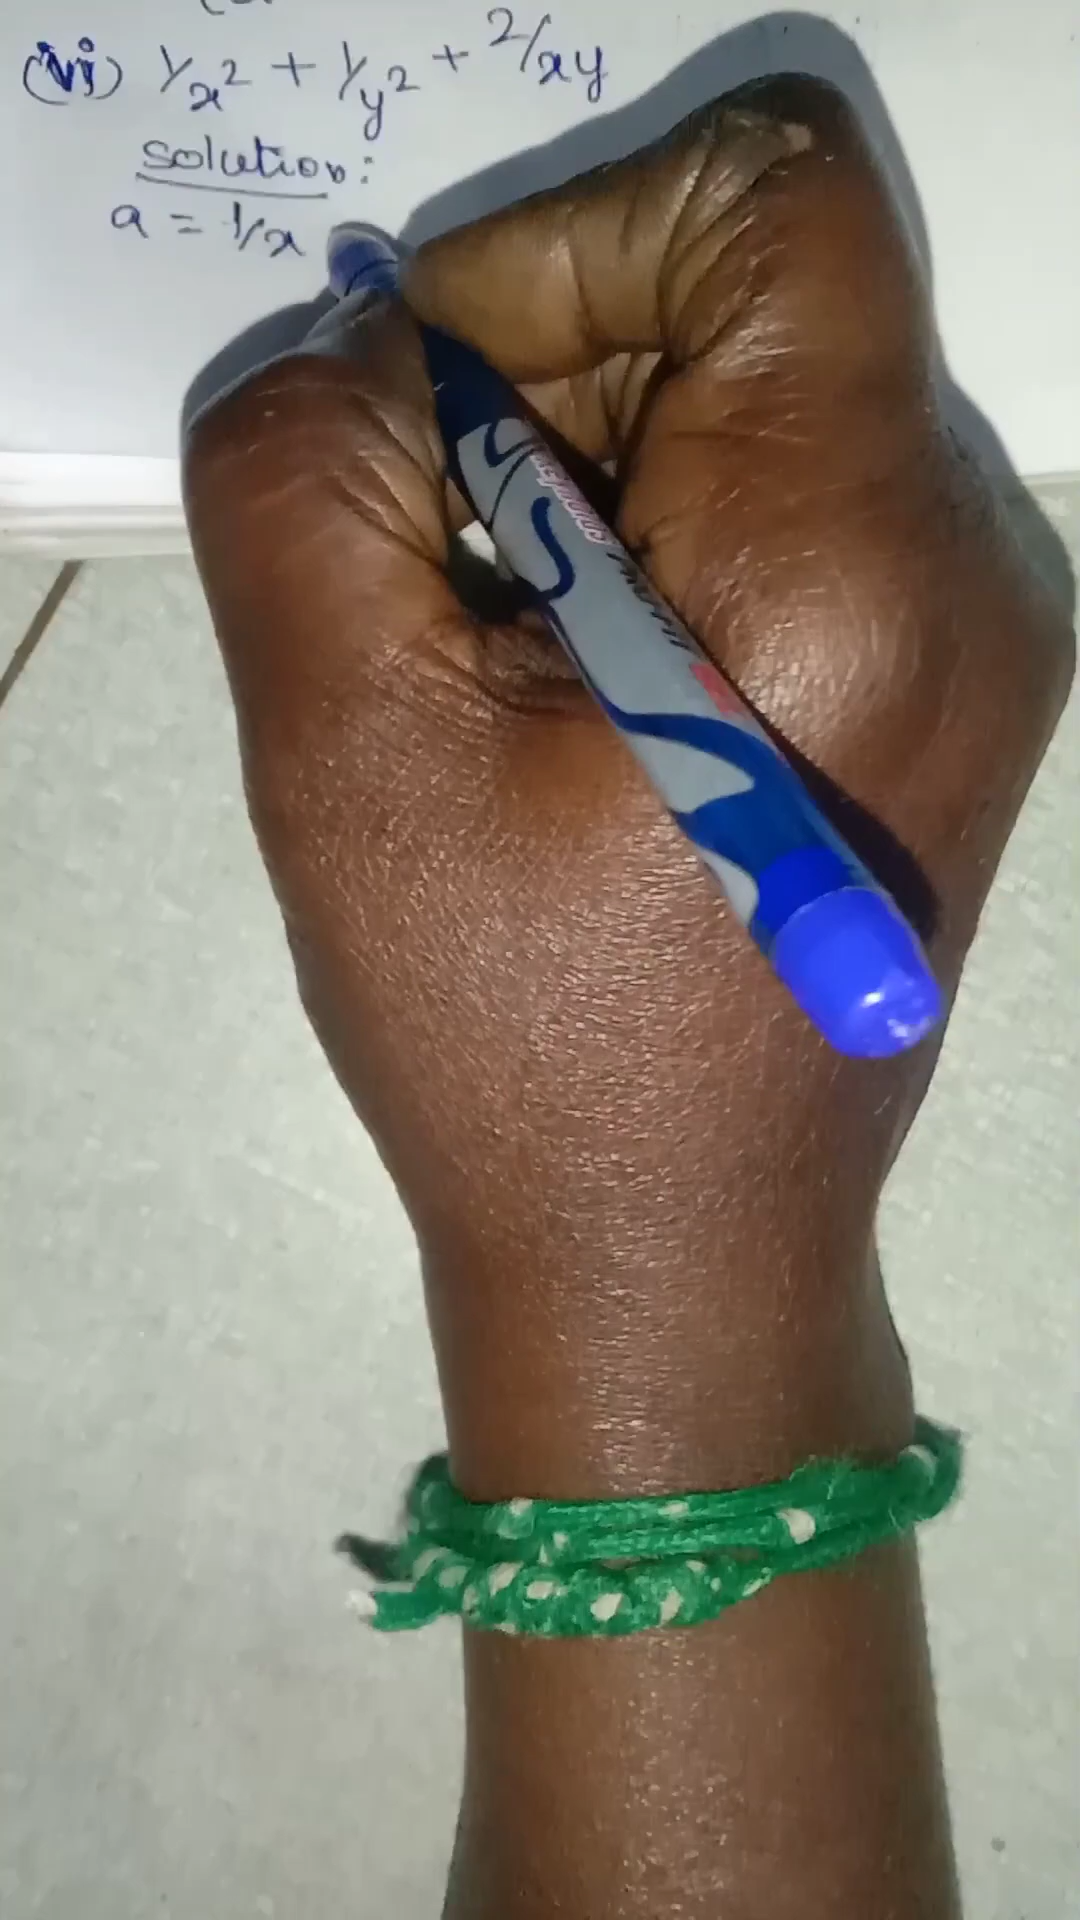 (vi) 1/x² + 1/y² + 2/xy
solution:
a = 1/x